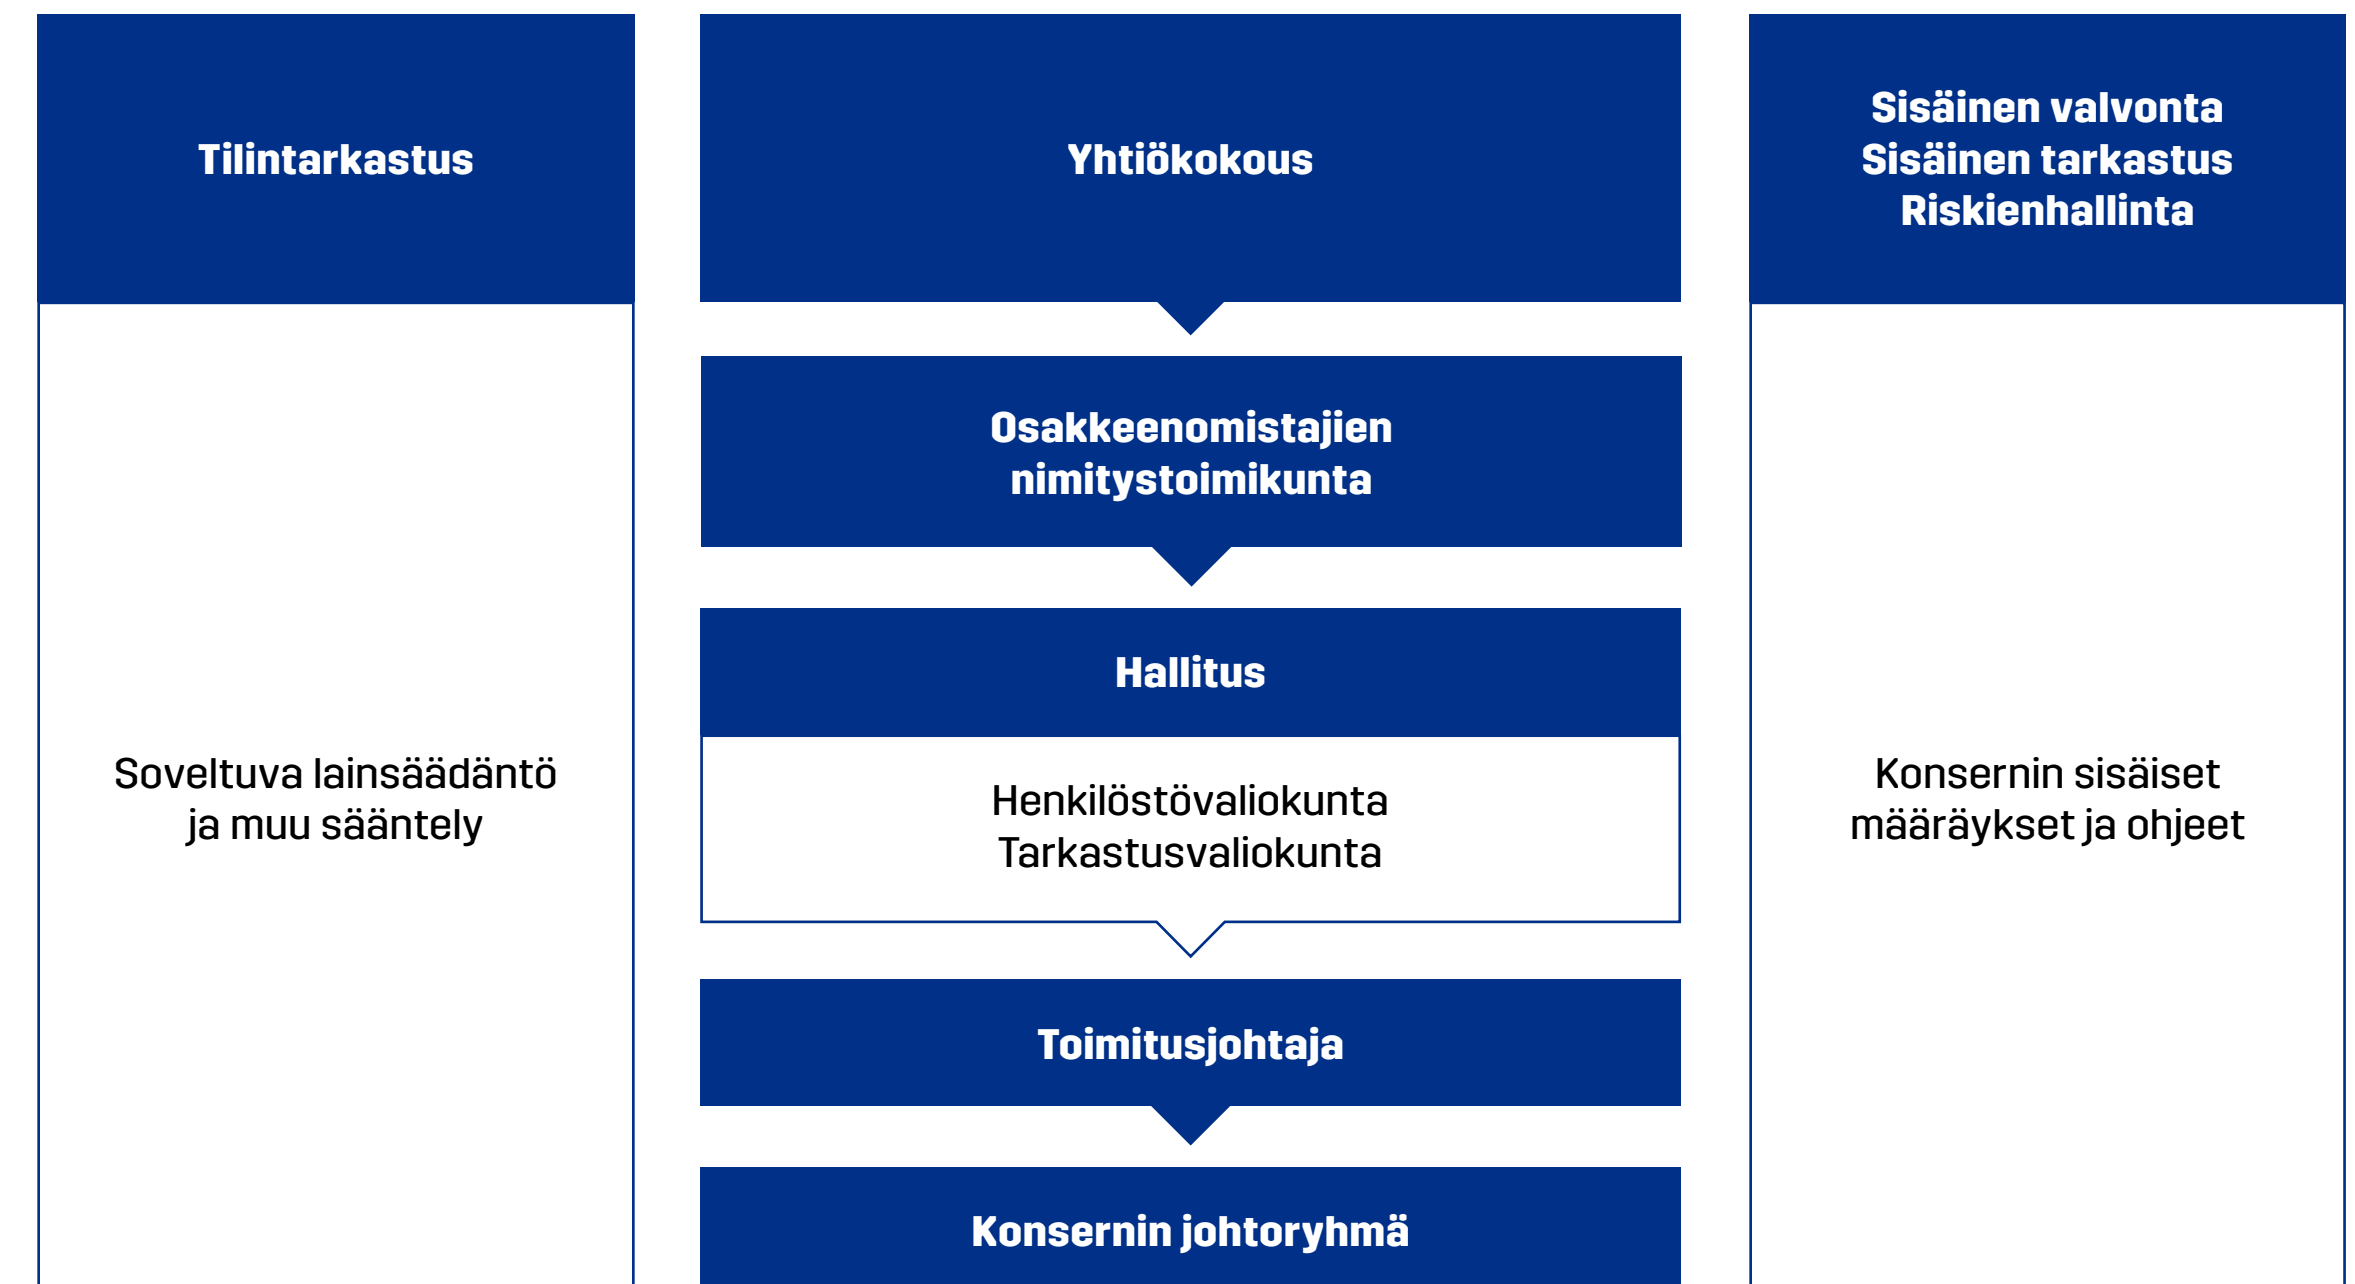 Tilintarkastus
Soveltuva lainsäädäntö
ja muu sääntely
Yhtiökokous
Osakkeenomistajien
nimitystoimikunta
Hallitus
Henkilöstövaliokunta
Tarkastusvaliokunta
Toimitusjohtaja
Konsernin johtoryhmä
Sisäinen valvonta
Sisäinen tarkastus
Riskienhallinta
Konsernin sisäiset
määräykset ja ohjeet